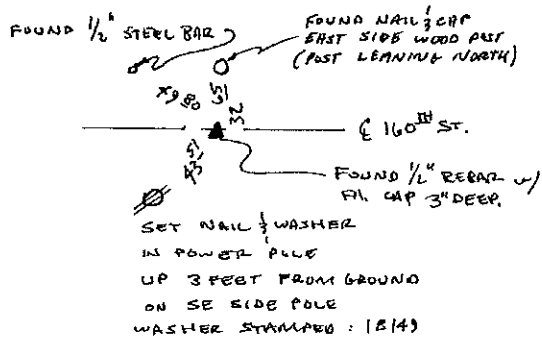 FOUND 1/2" STEEL BAR
FOUND NAIL & CAP
EAST SIDE WOOD POST
(POST LEANING NORTH)
℄ 160TH ST.
FOUND 1/2" REBAR w/
Al. CAP 3" DEEP.
SET NAIL & WASHER
IN POWER POLE
UP 3 FEET FROM GROUND
ON SE SIDE POLE
WASHER STAMPED : 18149